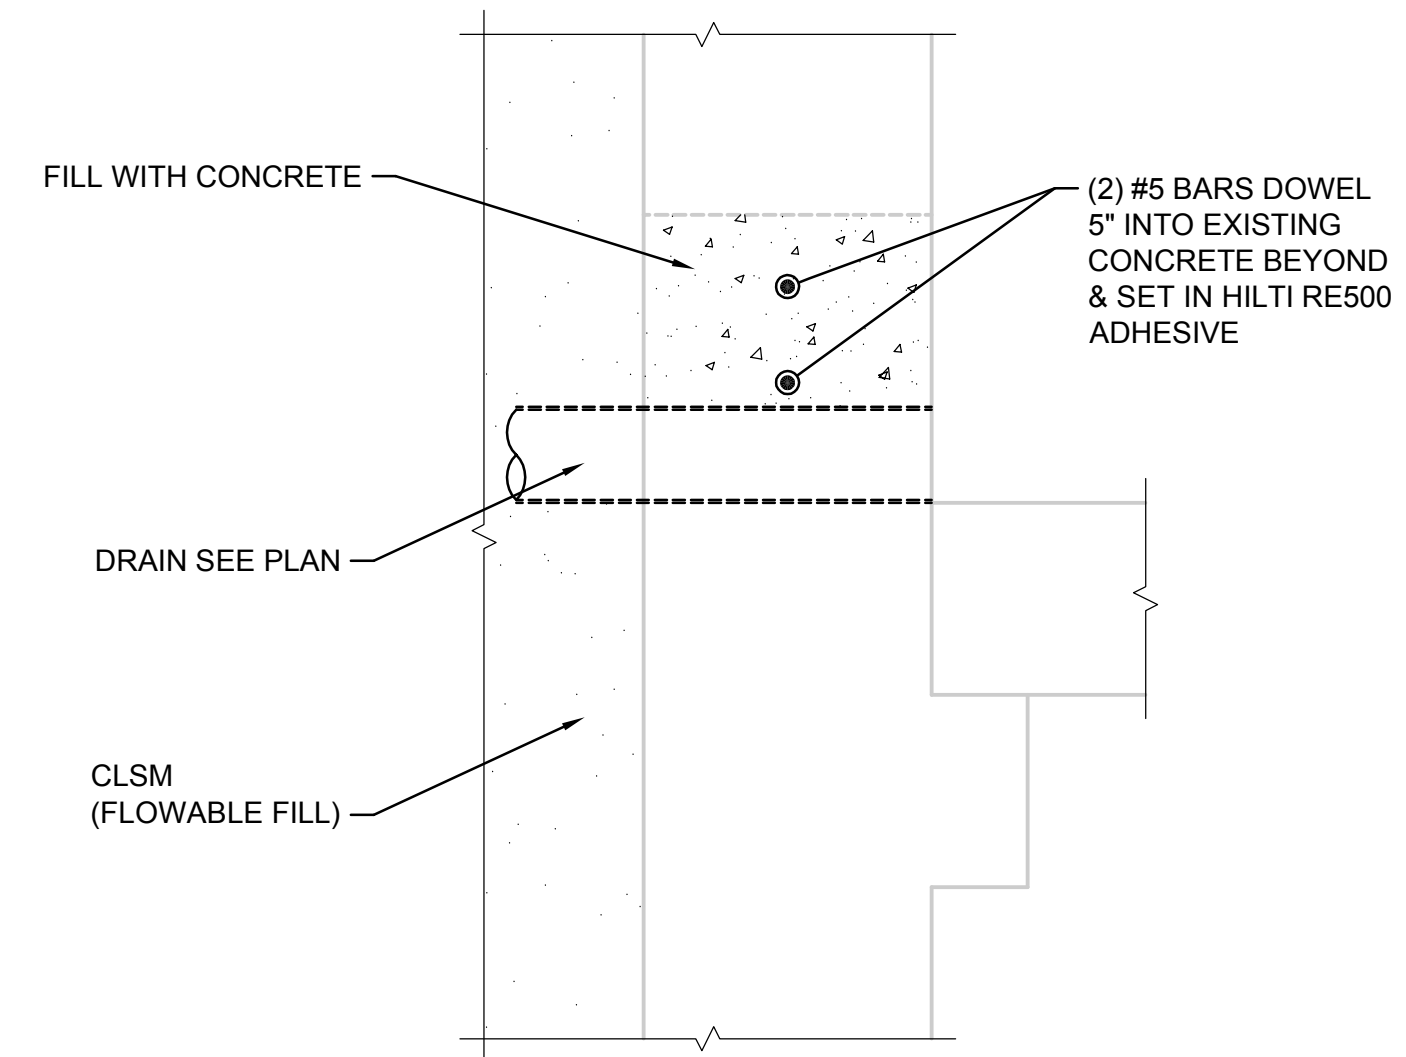 FILL WITH CONCRETE
(2) #5 BARS DOWEL
5" INTO EXISTING
CONCRETE BEYOND
& SET IN HILTI RE500
ADHESIVE
DRAIN SEE PLAN
CLSM
(FLOWABLE FILL)